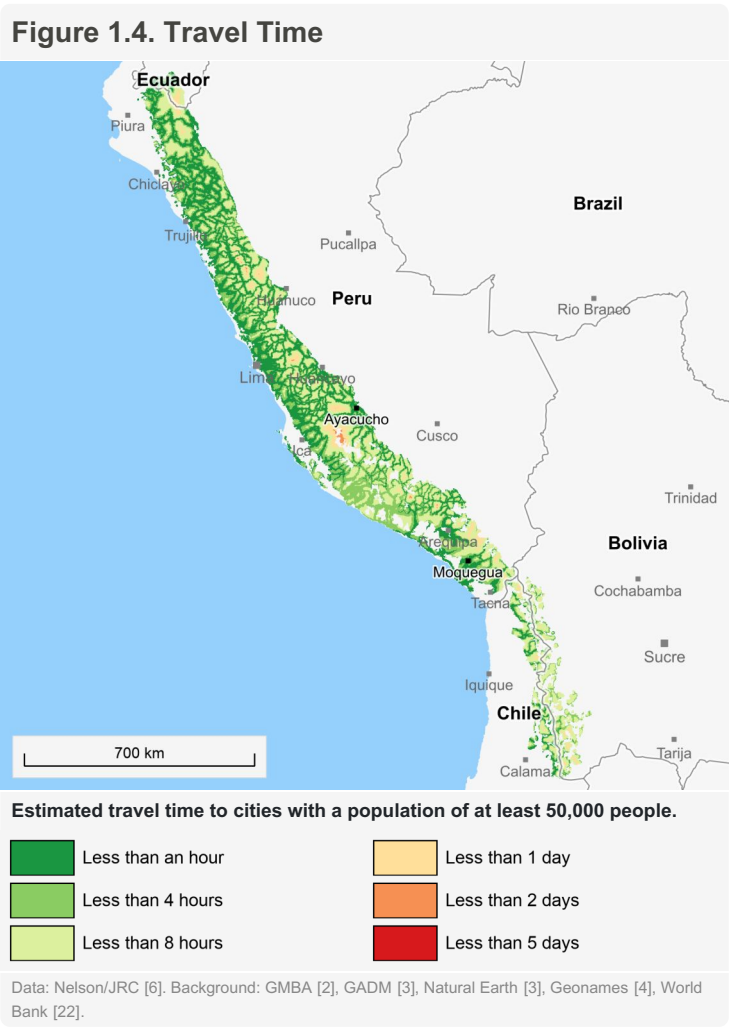 Figure 1.4. Travel Time
Ecuador
Piura
Chiclayo
Brazil
Trujillo
Pucallpa
Huánuco
Peru
Rio Branco
Lima
Huancayo
Ayacucho
Cusco
Ica
Trinidad
Arequipa
Bolivia
Moquegua
Cochabamba
Tacna
Sucre
Iquique
Chile
700 km
Tarija
Calama
Estimated travel time to cities with a population of at least 50,000 people.
Less than an hour
Less than 1 day
Less than 4 hours
Less than 2 days
Less than 8 hours
Less than 5 days
Data: Nelson/JRC [6]. Background: GMBA [2], GADM [3], Natural Earth [3], Geonames [4], World
Bank [22].